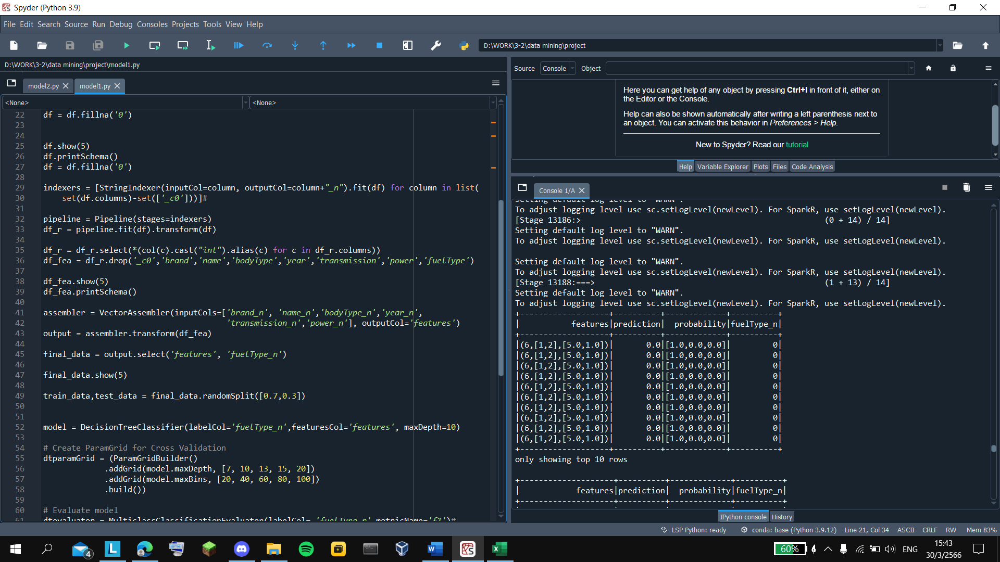 Spyder (Python 3.9)
File Edit Search Source Run Debug Consoles Projects Tools View Help
D:\WORK\3-2\data mining\project
D:\WORK\3-2\data mining\project\model1.py
model2.py
model1.py
<None>
<None>
22 df = df.fillna('0')
23
24
25 df.show(5)
26 df.printSchema()
27 df = df.fillna('0')
28
29 indexers = [StringIndexer(inputCol=column, outputCol=column+"_n").fit(df) for column in list(
30 set(df.columns)-set(['_c0']))]#
31
32 pipeline = Pipeline(stages=indexers)
33 df_r = pipeline.fit(df).transform(df)
34
35 df_r = df_r.select(*(col(c).cast("int").alias(c) for c in df_r.columns))
36 df_fea = df_r.drop('_c0','brand','name','bodyType','year','transmission','power','fuelType')
37
38 df_fea.show(5)
39 df_fea.printSchema()
40
41 assembler = VectorAssembler(inputCols=['brand_n', 'name_n','bodyType_n','year_n',
42 'transmission_n','power_n'], outputCol='features')
43 output = assembler.transform(df_fea)
44
45 final_data = output.select('features', 'fuelType_n')
46
47 final_data.show(5)
48
49 train_data,test_data = final_data.randomSplit([0.7,0.3])
50
51
52 model = DecisionTreeClassifier(labelCol='fuelType_n',featuresCol='features', maxDepth=10)
53
54 # Create ParamGrid for Cross Validation
55 dtparamGrid = (ParamGridBuilder()
56 .addGrid(model.maxDepth, [7, 10, 13, 15, 20])
57 .addGrid(model.maxBins, [20, 40, 60, 80, 100])
58 .build())
59
60 # Evaluate model
61 dtevaluator = MulticlassClassificationEvaluator(labelCol= 'fuelType_n',metricName='f1')#
Source Console Object
Here you can get help of any object by pressing Ctrl+I in front of it, either on
the Editor or the Console.
Help can also be shown automatically after writing a left parenthesis next to
an object. You can activate this behavior in Preferences > Help.
New to Spyder? Read our tutorial
Help Variable Explorer Plots Files Code Analysis
Console 1/A
Setting default log level to "WARN".
To adjust logging level use sc.setLogLevel(newLevel). For SparkR, use setLogLevel(newLevel).
[Stage 13186:> (0 + 14) / 14]
Setting default log level to "WARN".
To adjust logging level use sc.setLogLevel(newLevel). For SparkR, use setLogLevel(newLevel).
Setting default log level to "WARN".
To adjust logging level use sc.setLogLevel(newLevel). For SparkR, use setLogLevel(newLevel).
[Stage 13188:===> (1 + 13) / 14]
Setting default log level to "WARN".
To adjust logging level use sc.setLogLevel(newLevel). For SparkR, use setLogLevel(newLevel).
+-------------------+----------+-------------+----------+
| features|prediction| probability|fuelType_n|
+-------------------+----------+-------------+----------+
|(6,[1,2],[5.0,1.0])| 0.0|[1.0,0.0,0.0]| 0|
|(6,[1,2],[5.0,1.0])| 0.0|[1.0,0.0,0.0]| 0|
|(6,[1,2],[5.0,1.0])| 0.0|[1.0,0.0,0.0]| 0|
|(6,[1,2],[5.0,1.0])| 0.0|[1.0,0.0,0.0]| 0|
|(6,[1,2],[5.0,1.0])| 0.0|[1.0,0.0,0.0]| 0|
|(6,[1,2],[5.0,1.0])| 0.0|[1.0,0.0,0.0]| 0|
|(6,[1,2],[5.0,1.0])| 0.0|[1.0,0.0,0.0]| 0|
|(6,[1,2],[5.0,1.0])| 0.0|[1.0,0.0,0.0]| 0|
|(6,[1,2],[5.0,1.0])| 0.0|[1.0,0.0,0.0]| 0|
|(6,[1,2],[5.0,1.0])| 0.0|[1.0,0.0,0.0]| 0|
+-------------------+----------+-------------+----------+
only showing top 10 rows
+--------------------+----------+-------------+----------+
| features|prediction| probability|fuelType_n|
+--------------------+----------+-------------+----------+
IPython console History
LSP Python: ready conda: base (Python 3.9.12) Line 21, Col 34 ASCII CRLF RW Mem 83%
4
60%
ENG
15:43
30/3/2566